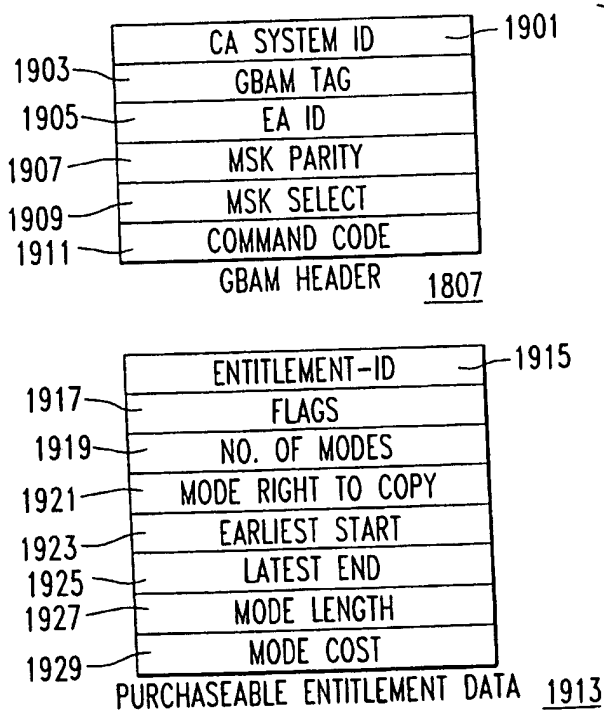 CA SYSTEM ID 1901
1903 GBAM TAG
1905 EA ID
1907 MSK PARITY
1909 MSK SELECT
1911 COMMAND CODE
GBAM HEADER 1807
ENTITLEMENT-ID 1915
1917 FLAGS
1919 NO. OF MODES
1921 MODE RIGHT TO COPY
1923 EARLIEST START
1925 LATEST END
1927 MODE LENGTH
1929 MODE COST
PURCHASEABLE ENTITLEMENT DATA 1913